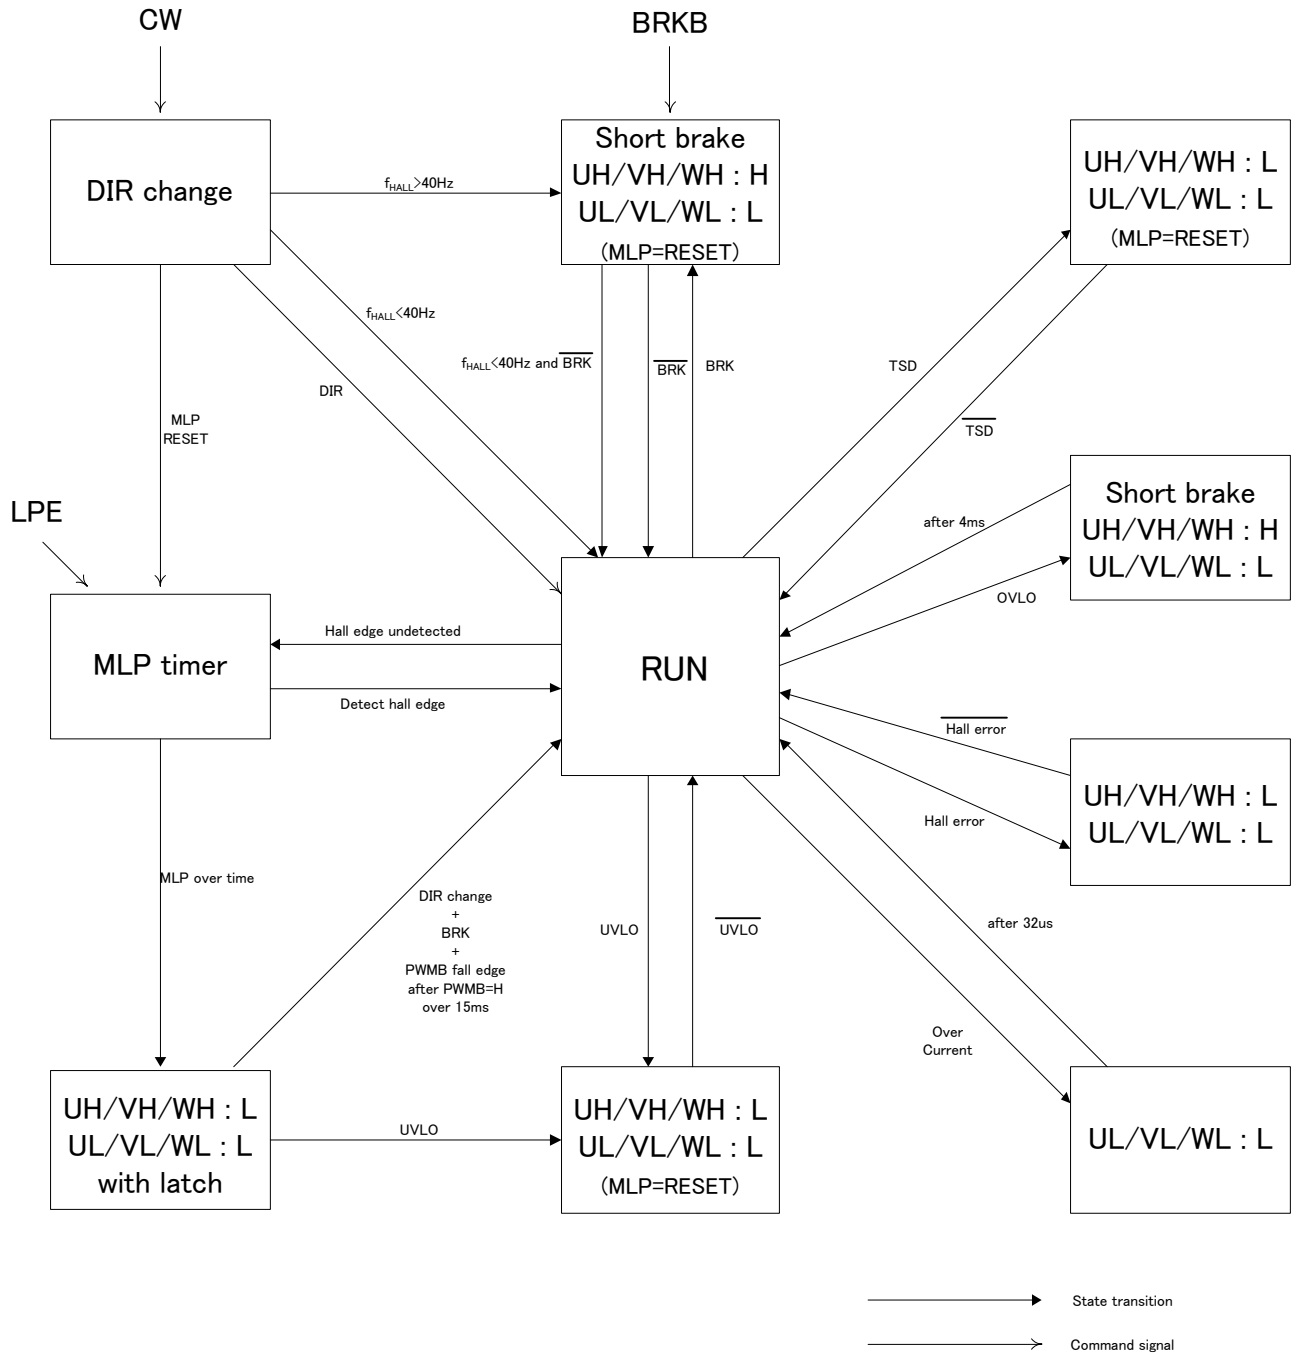 CW
BRKB
DIR change
Short brake
UH/VH/WH : H
UL/VL/WL : L
(MLP=RESET)
UH/VH/WH : L
UL/VL/WL : L
(MLP=RESET)
fHALL>40Hz
fHALL<40Hz
fHALL<40Hz and BRK
BRK
BRK
DIR
TSD
TSD
MLP
RESET
LPE
Short brake
UH/VH/WH : H
UL/VL/WL : L
after 4ms
OVLO
MLP timer
Hall edge undetected
Detect hall edge
RUN
Hall error
Hall error
UH/VH/WH : L
UL/VL/WL : L
MLP over time
DIR change
+
BRK
+
PWMB fall edge
after PWMB=H
over 15ms
UVLO
UVLO
after 32us
Over
Current
UH/VH/WH : L
UL/VL/WL : L
with latch
UVLO
UH/VH/WH : L
UL/VL/WL : L
(MLP=RESET)
UL/VL/WL : L
State transition
Command signal